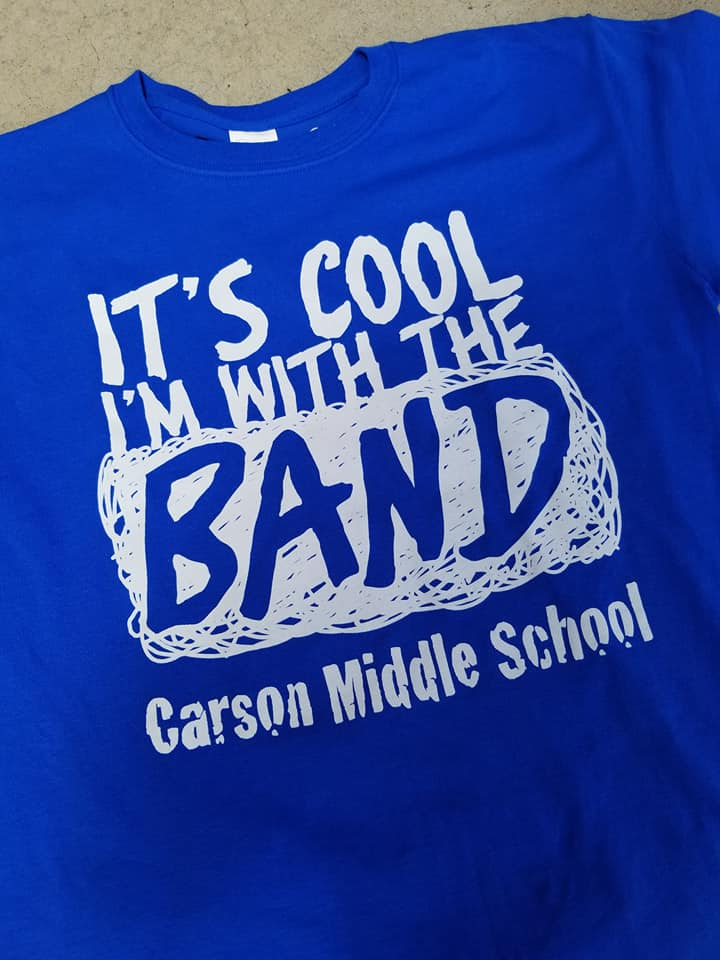 IT'S COOL
I'M WITH THE
BAND
Carson Middle School